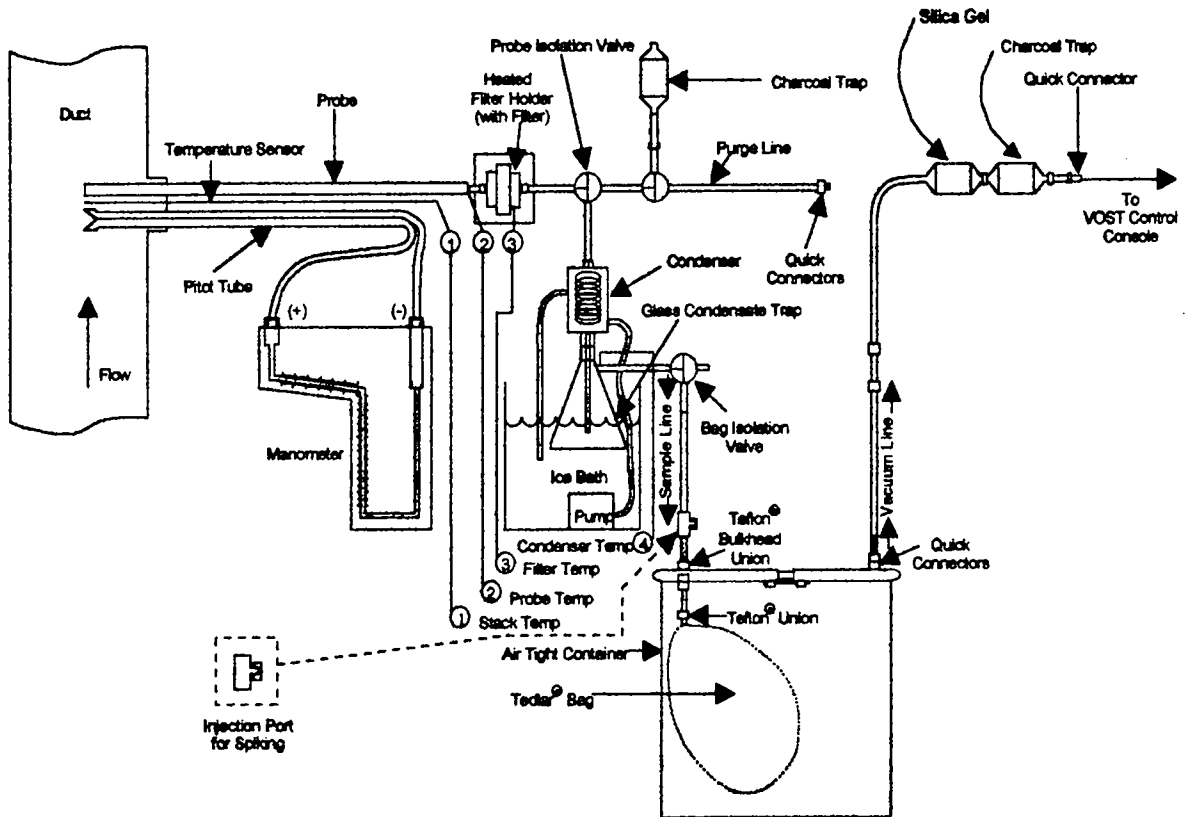 Silica Gel
Charcoal Trap
Quick Connector
Probe Isolation Valve
Heated
Filter Holder
(with Filter)
Charcoal Trap
Duct
Probe
Temperature Sensor
Purge Line
To
VOST Control
Console
1
2
3
Quick
Connectors
Pitot Tube
Condenser
(+)
(-)
Glass Condensate Trap
Flow
Sample Line
Bag Isolation
Valve
Vacuum Line
Manometer
Ice Bath
Pump
Teflon®
Bulkhead
Union
Condenser Temp 4
3 Filter Temp
Quick
Connectors
2 Probe Temp
1 Stack Temp
Teflon® Union
Air Tight Container
Tedlar® Bag
Injection Port
for Spiking